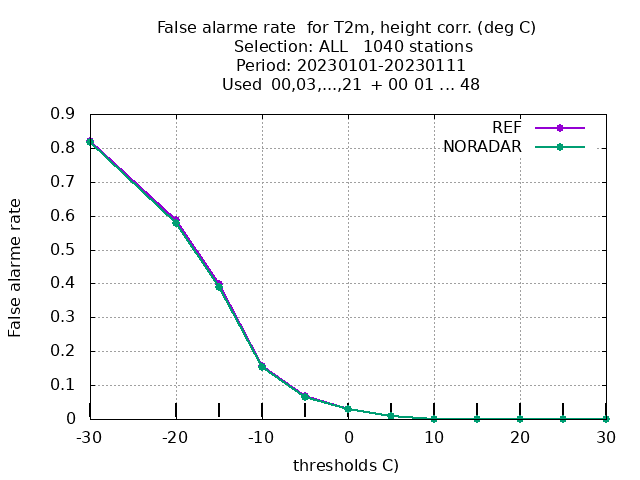 False alarme rate  for T2m, height corr. (deg C)
Selection: ALL   1040 stations
Period: 20230101-20230111
Used  00,03,...,21  + 00 01 ... 48
REF
NORADAR
0.9
0.8
0.7
0.6
0.5
0.4
0.3
0.2
0.1
0
False alarme rate
-30 -20 -10 0 10 20 30
thresholds C)